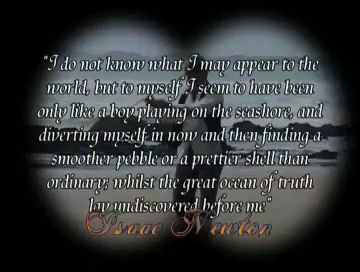 "I do not know what I may appear to the
world, but to myself I seem to have been
only like a boy playing on the seashore, and
diverting myself in now and then finding a
smoother pebble or a prettier shell than
ordinary; whilst the great ocean of truth
lay undiscovered before me"
Isaac Newton